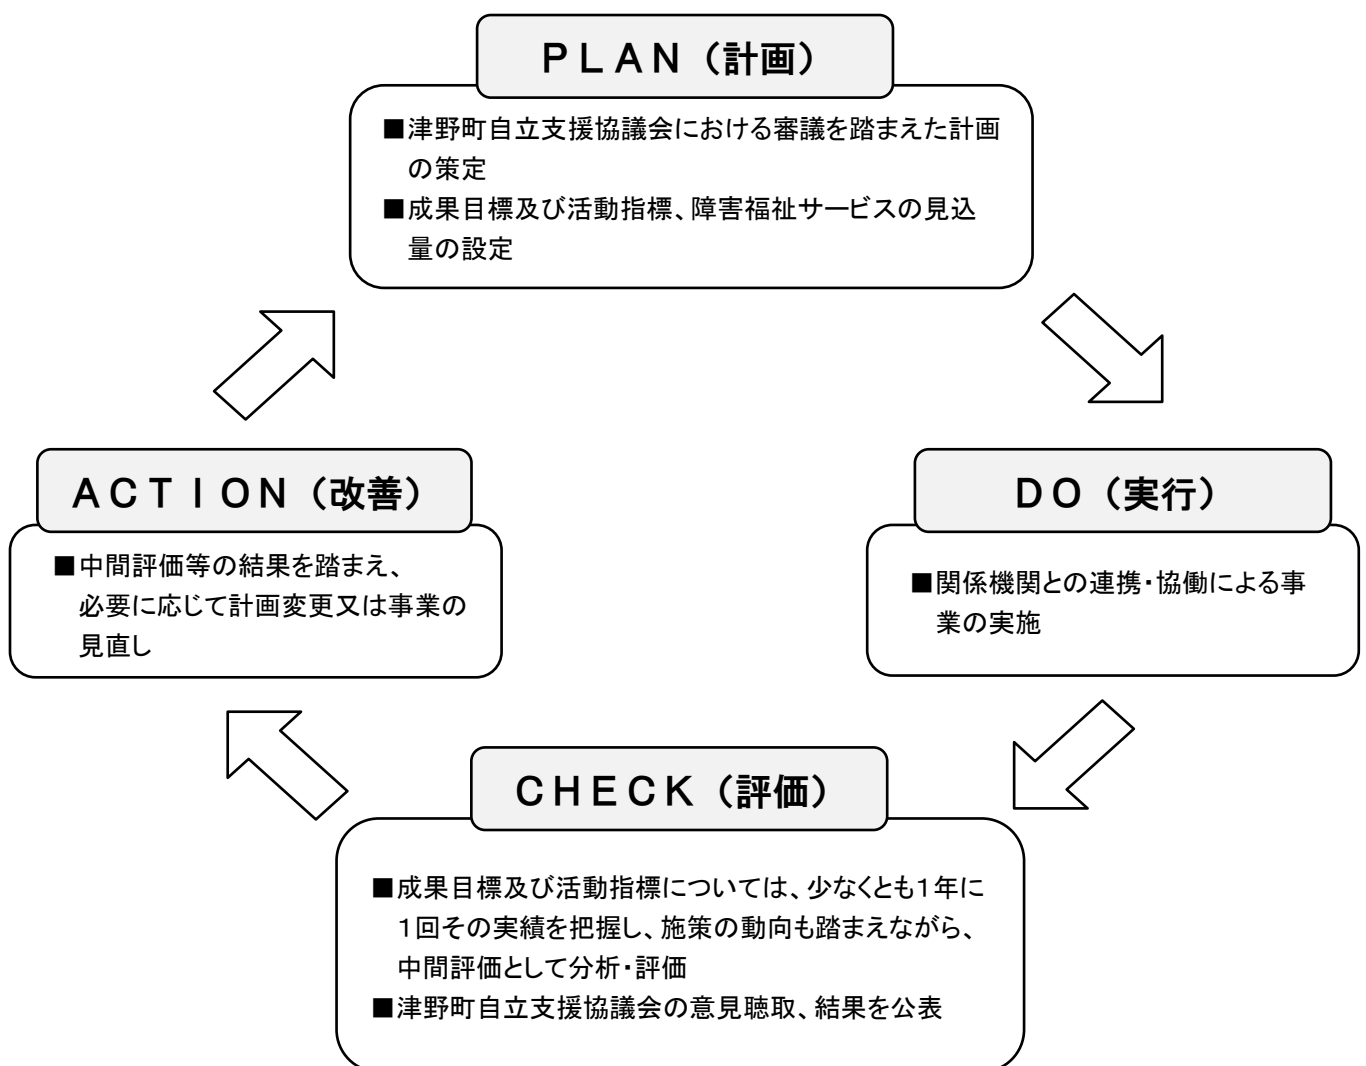 ＰＬＡＮ（計画）
■津野町自立支援協議会における審議を踏まえた計画
の策定
■成果目標及び活動指標、障害福祉サービスの見込
量の設定
ＡＣＴＩＯＮ（改善）
■中間評価等の結果を踏まえ、
必要に応じて計画変更又は事業の
見直し
ＤＯ（実行）
■関係機関との連携・協働による事
業の実施
ＣＨＥＣＫ（評価）
■成果目標及び活動指標については、少なくとも１年に
１回その実績を把握し、施策の動向も踏まえながら、
中間評価として分析・評価
■津野町自立支援協議会の意見聴取、結果を公表